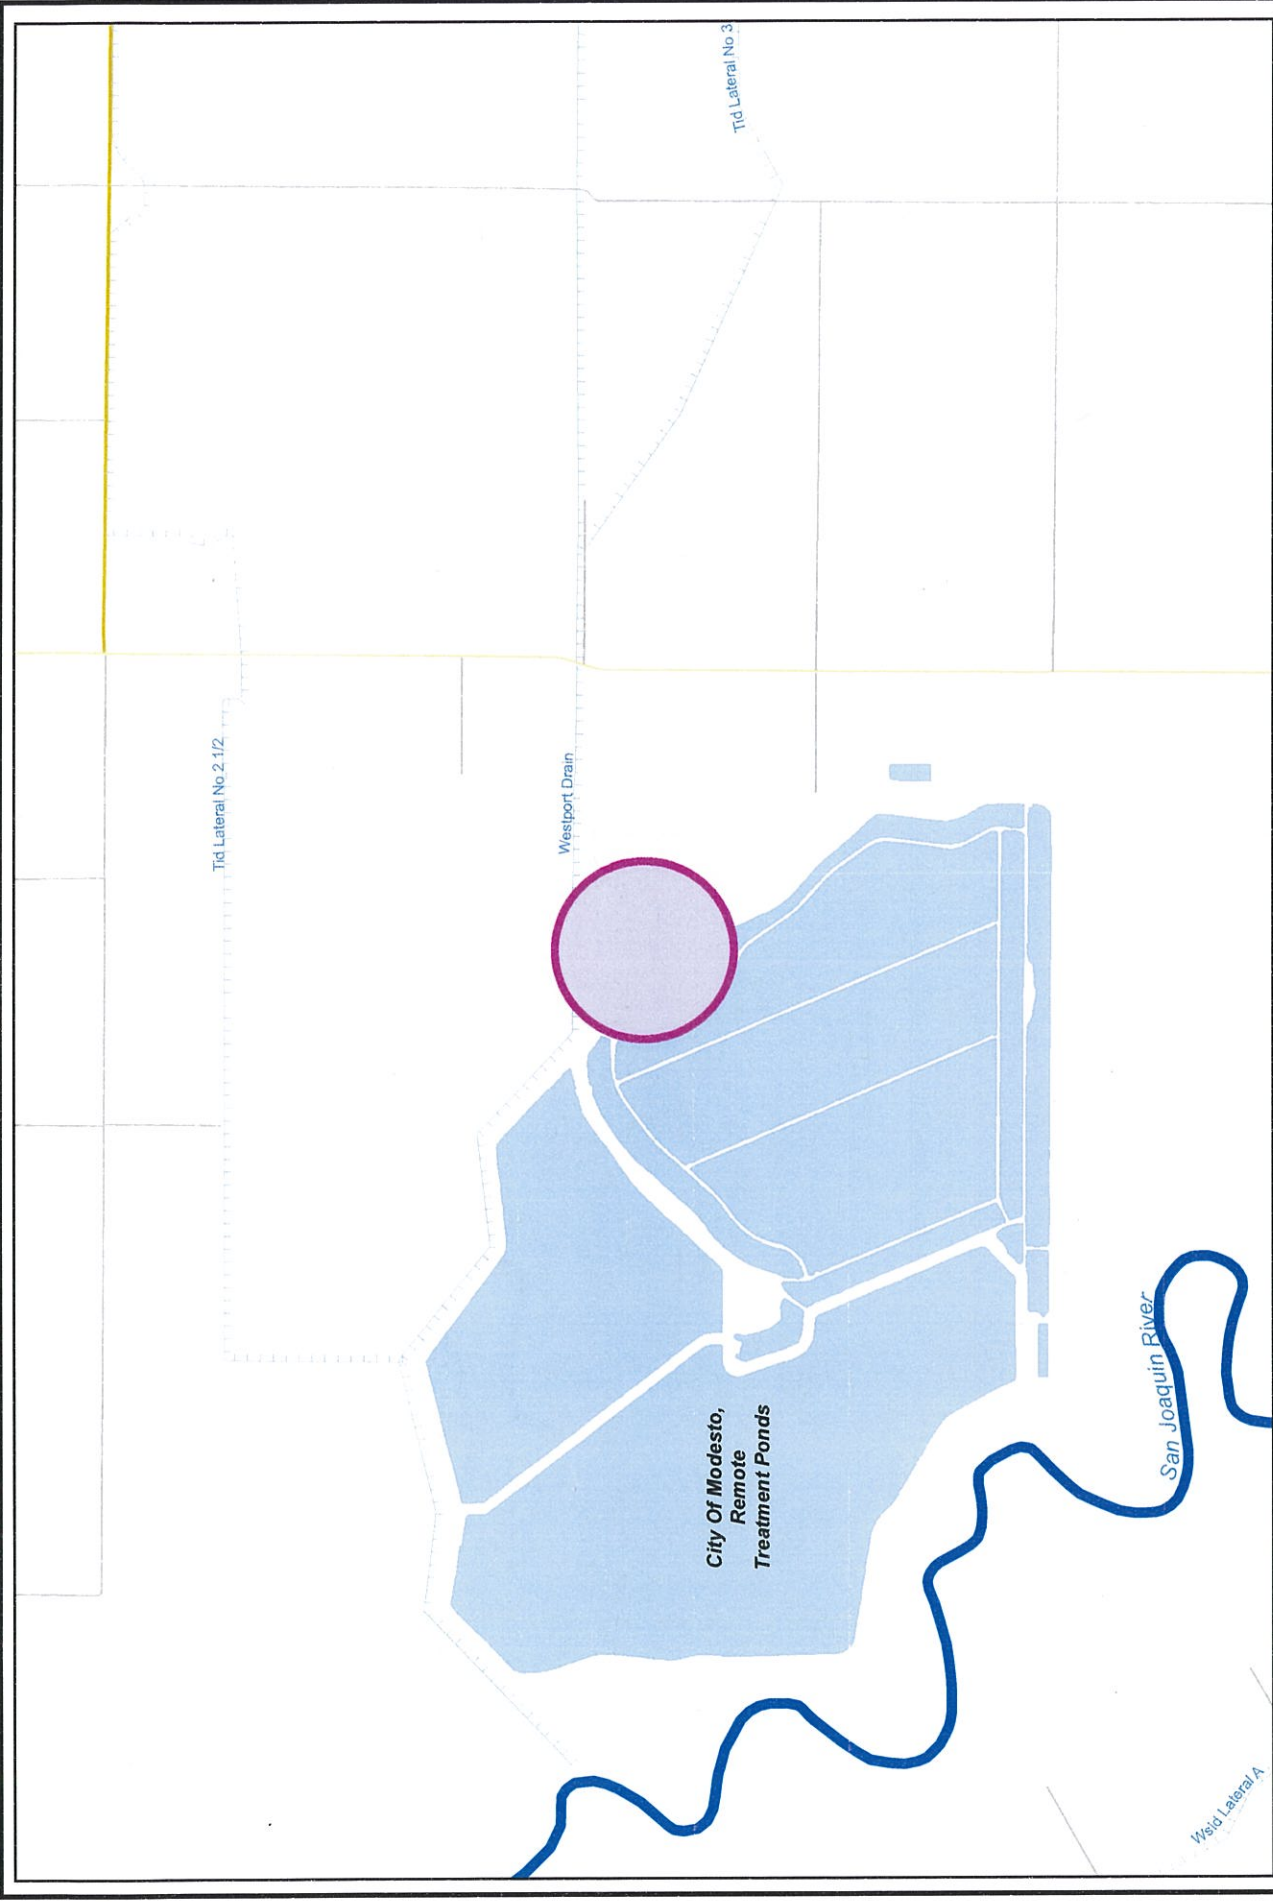 Tid Lateral No 2 1/2
Westport Drain
Tid Lateral No 3
City Of Modesto,
Remote
Treatment Ponds
San Joaquin River
Wsid Lateral A